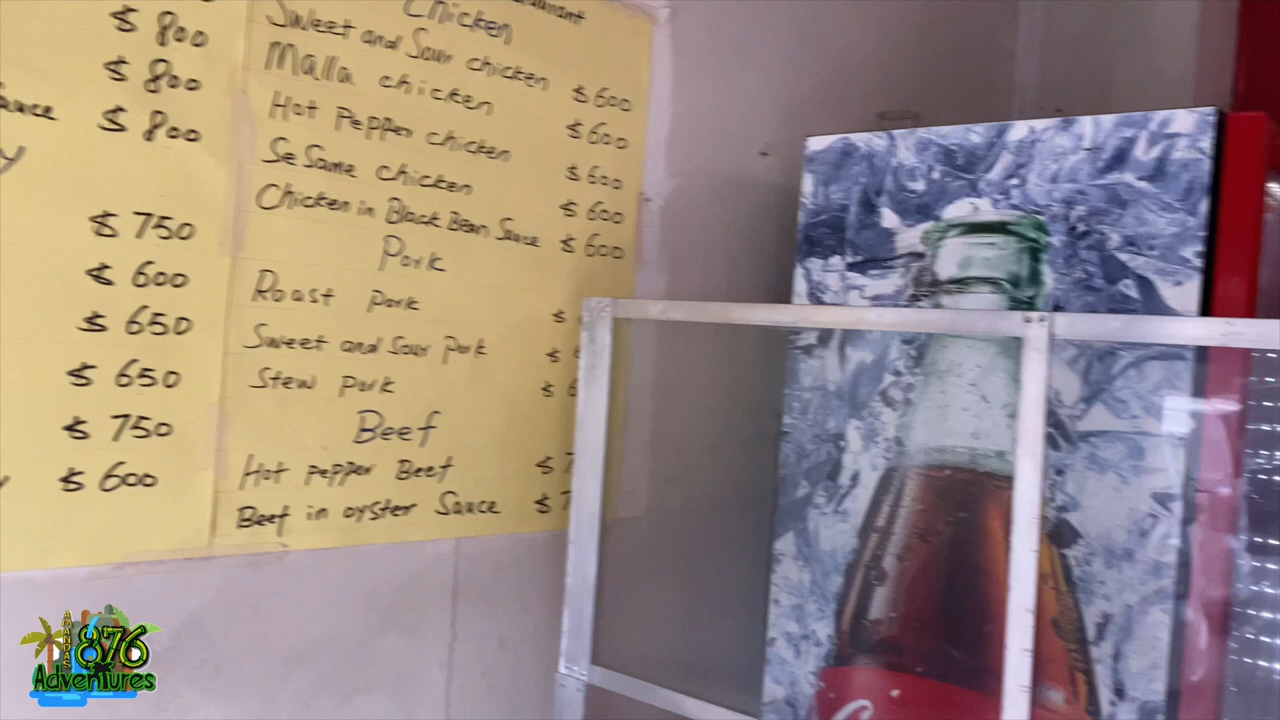 $ 800
$ 800
$ 800
$ 750
$ 600
$ 650
$ 650
$ 750
$ 600
Chicken
Sweet and Sour chicken $ 600
Malla chicken $ 600
Hot Pepper chicken $ 600
SeSame chicken $ 600
Chicken in Black Bean Sauce $ 600
Pork
Roast pork $
Sweet and Sour Pork $
Stew pork $
Beef
Hot pepper Beef $
Beef in oyster Sauce $
AMANDAS
876
Adventures